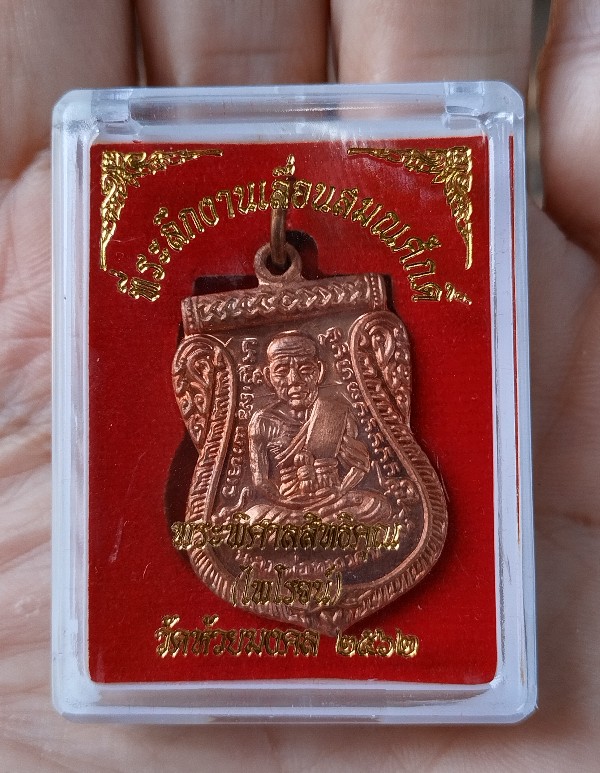 ที่ระลึกงานเลื่อนสมณศักดิ์
พระพิศาลสิทธิคุณ
(ไพโรจน์)
วัดห้วยมงคล ๒๕๖๒